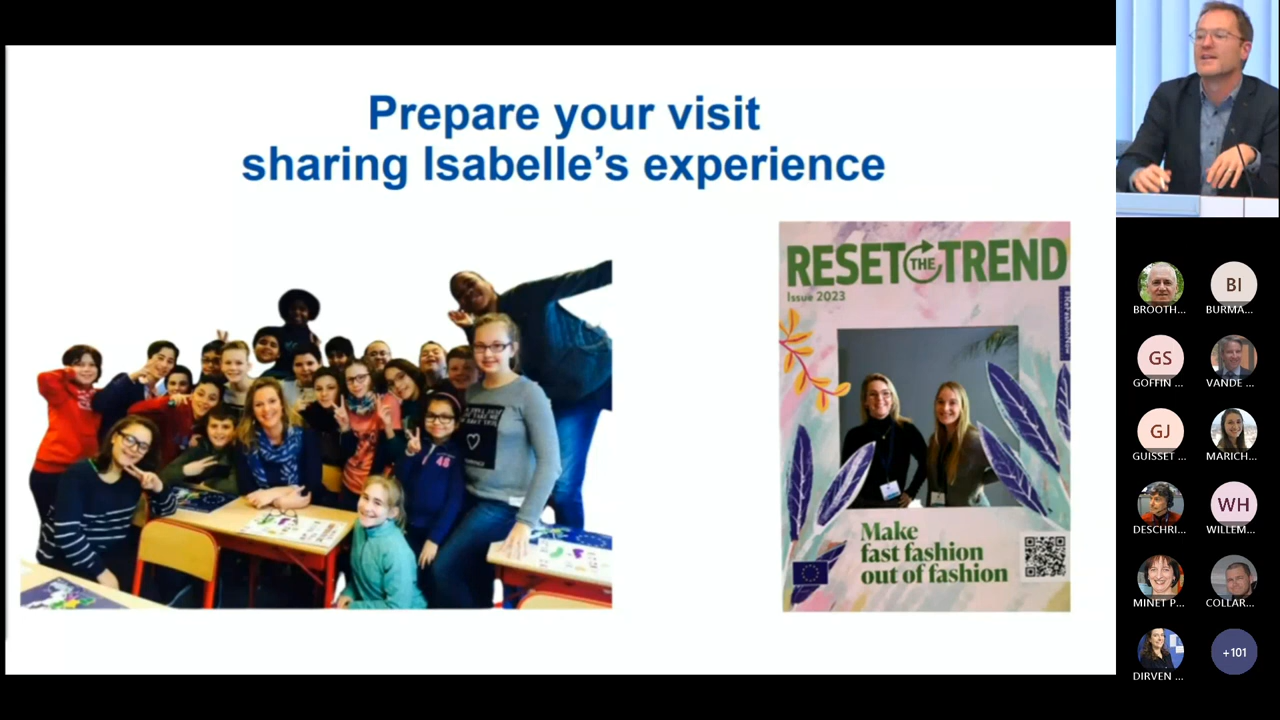 Prepare your visit
sharing Isabelle's experience
RESET THE TREND
Issue 2023
Make
fast fashion
out of fashion
BROOTH...
BI
BURMA...
GS
GOFFIN ...
VANDE ...
GJ
GUISSET ...
MARICH...
DESCHRI...
WH
WILLEM...
MINET P...
COLLAR...
DIRVEN ...
+101